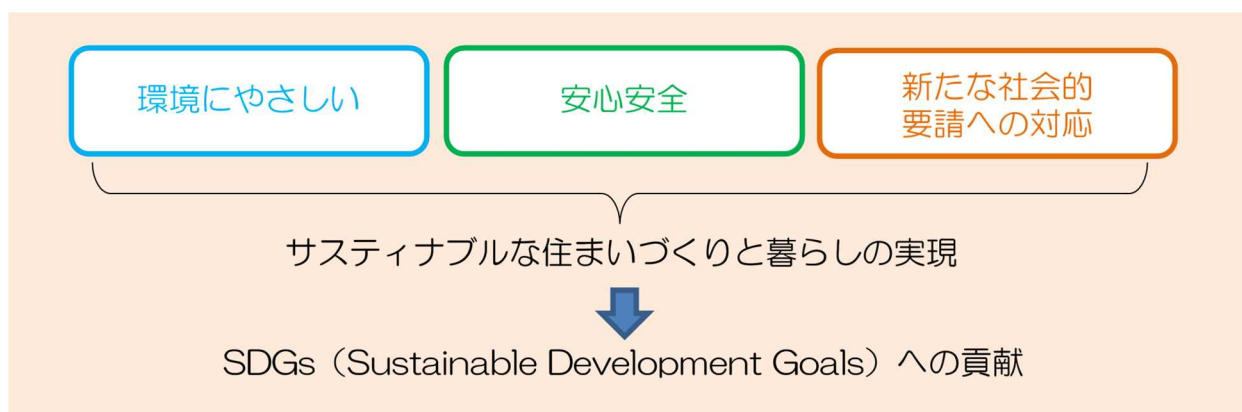 環境にやさしい
安心安全
新たな社会的
要請への対応
サスティナブルな住まいづくりと暮らしの実現
SDGs（Sustainable Development Goals）への貢献